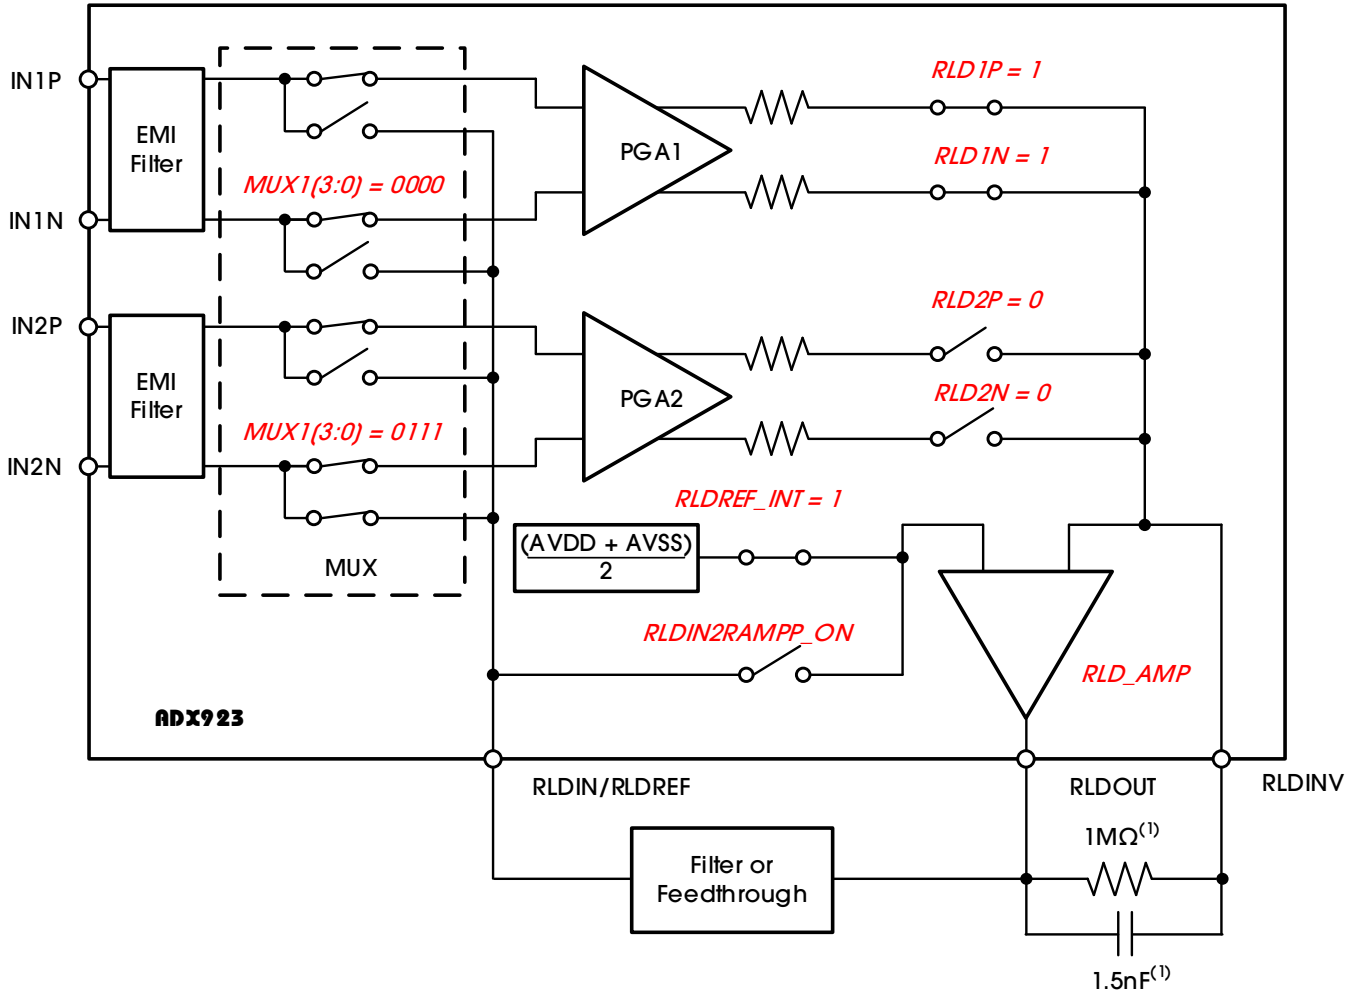 IN1P
EMI
Filter
IN1N
MUX1(3:0) = 0000
PGA1
RLD1P = 1
RLD1N = 1
IN2P
EMI
Filter
IN2N
MUX1(3:0) = 0111
MUX
PGA2
RLD2P = 0
RLD2N = 0
RLDREF_INT = 1
(AVDD + AVSS)
2
RLDIN2RAMPP_ON
RLD_AMP
ADX923
RLDIN/RLDREF
RLDOUT
RLDINV
Filter or
Feedthrough
1MΩ(1)
1.5nF(1)